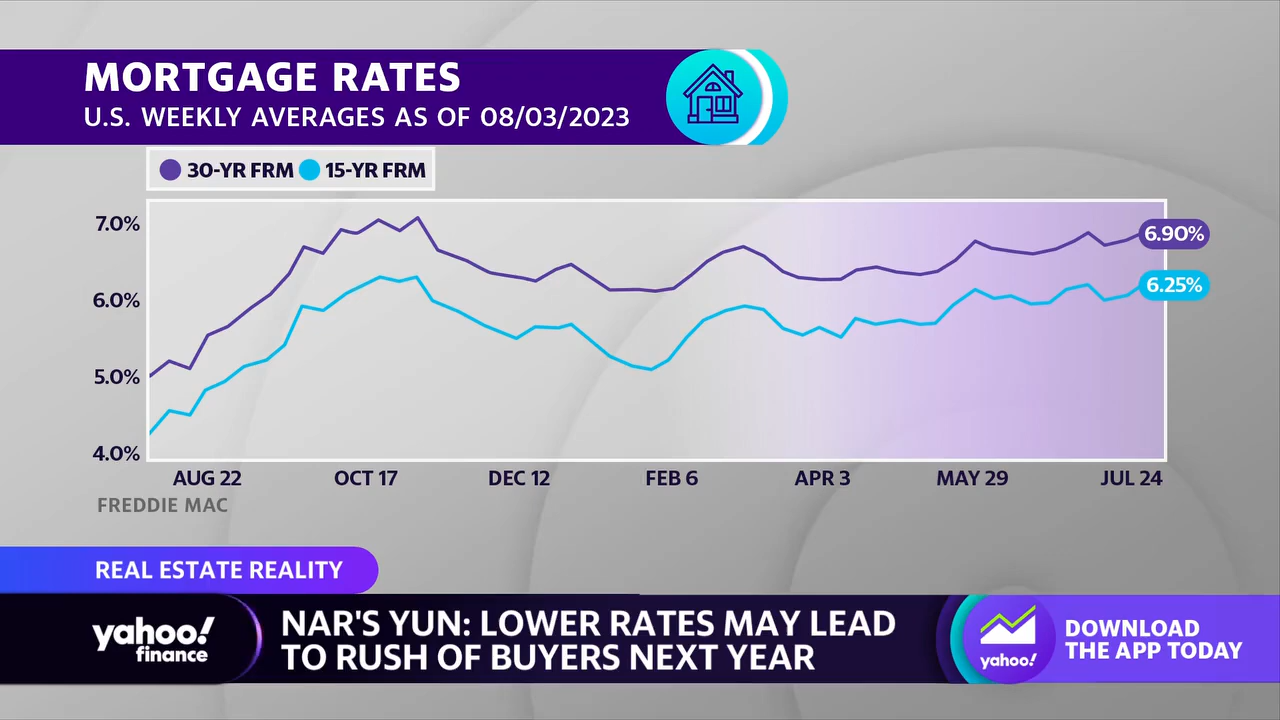 MORTGAGE RATES
U.S. WEEKLY AVERAGES AS OF 08/03/2023
30-YR FRM 15-YR FRM
7.0%
6.90%
6.0%
6.25%
5.0%
4.0%
AUG 22 OCT 17 DEC 12 FEB 6 APR 3 MAY 29 JUL 24
FREDDIE MAC
REAL ESTATE REALITY
yahoo!
finance
NAR'S YUN: LOWER RATES MAY LEAD
TO RUSH OF BUYERS NEXT YEAR
yahoo!
DOWNLOAD
THE APP TODAY